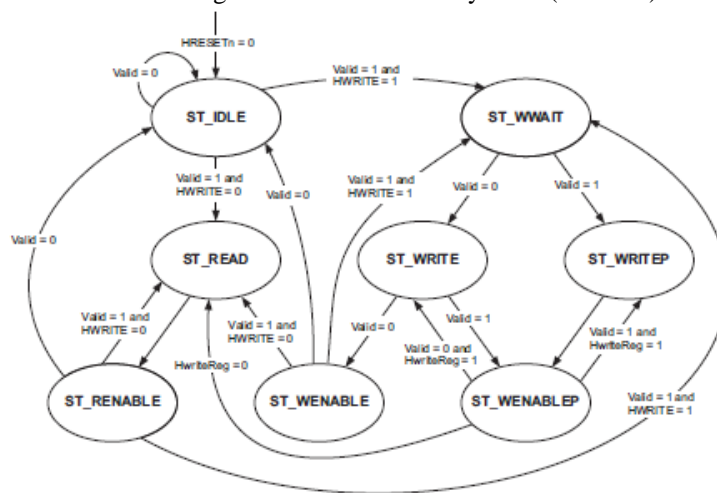 HRESETn = 0
Valid = 0
Valid = 1 and
HWRITE = 1
ST_IDLE
ST_WWAIT
Valid = 1 and
HWRITE = 0
Valid = 0
Valid = 1 and
HWRITE = 1
Valid = 0
Valid = 1
Valid = 0
ST_READ
ST_WRITE
ST_WRITEP
Valid = 1 and
HWRITE = 0
Valid = 1 and
HWRITE = 0
Valid = 0
Valid = 1
Valid = 0 and
HwriteReg = 1
Valid = 1 and
HwriteReg = 1
HwriteReg = 0
ST_RENABLE
ST_WENABLE
ST_WENABLEP
Valid = 1 and
HWRITE = 1